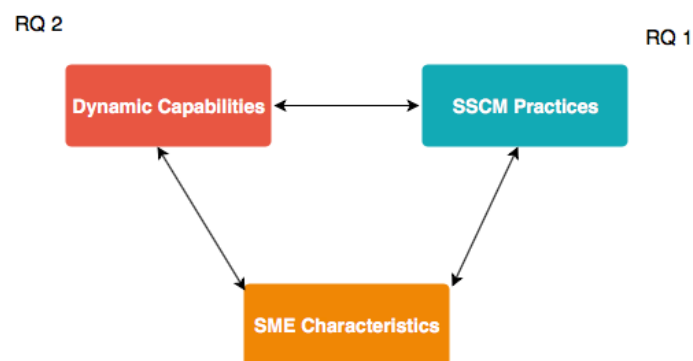 RQ 2
RQ 1
Dynamic Capabilities
SSCM Practices
SME Characteristics